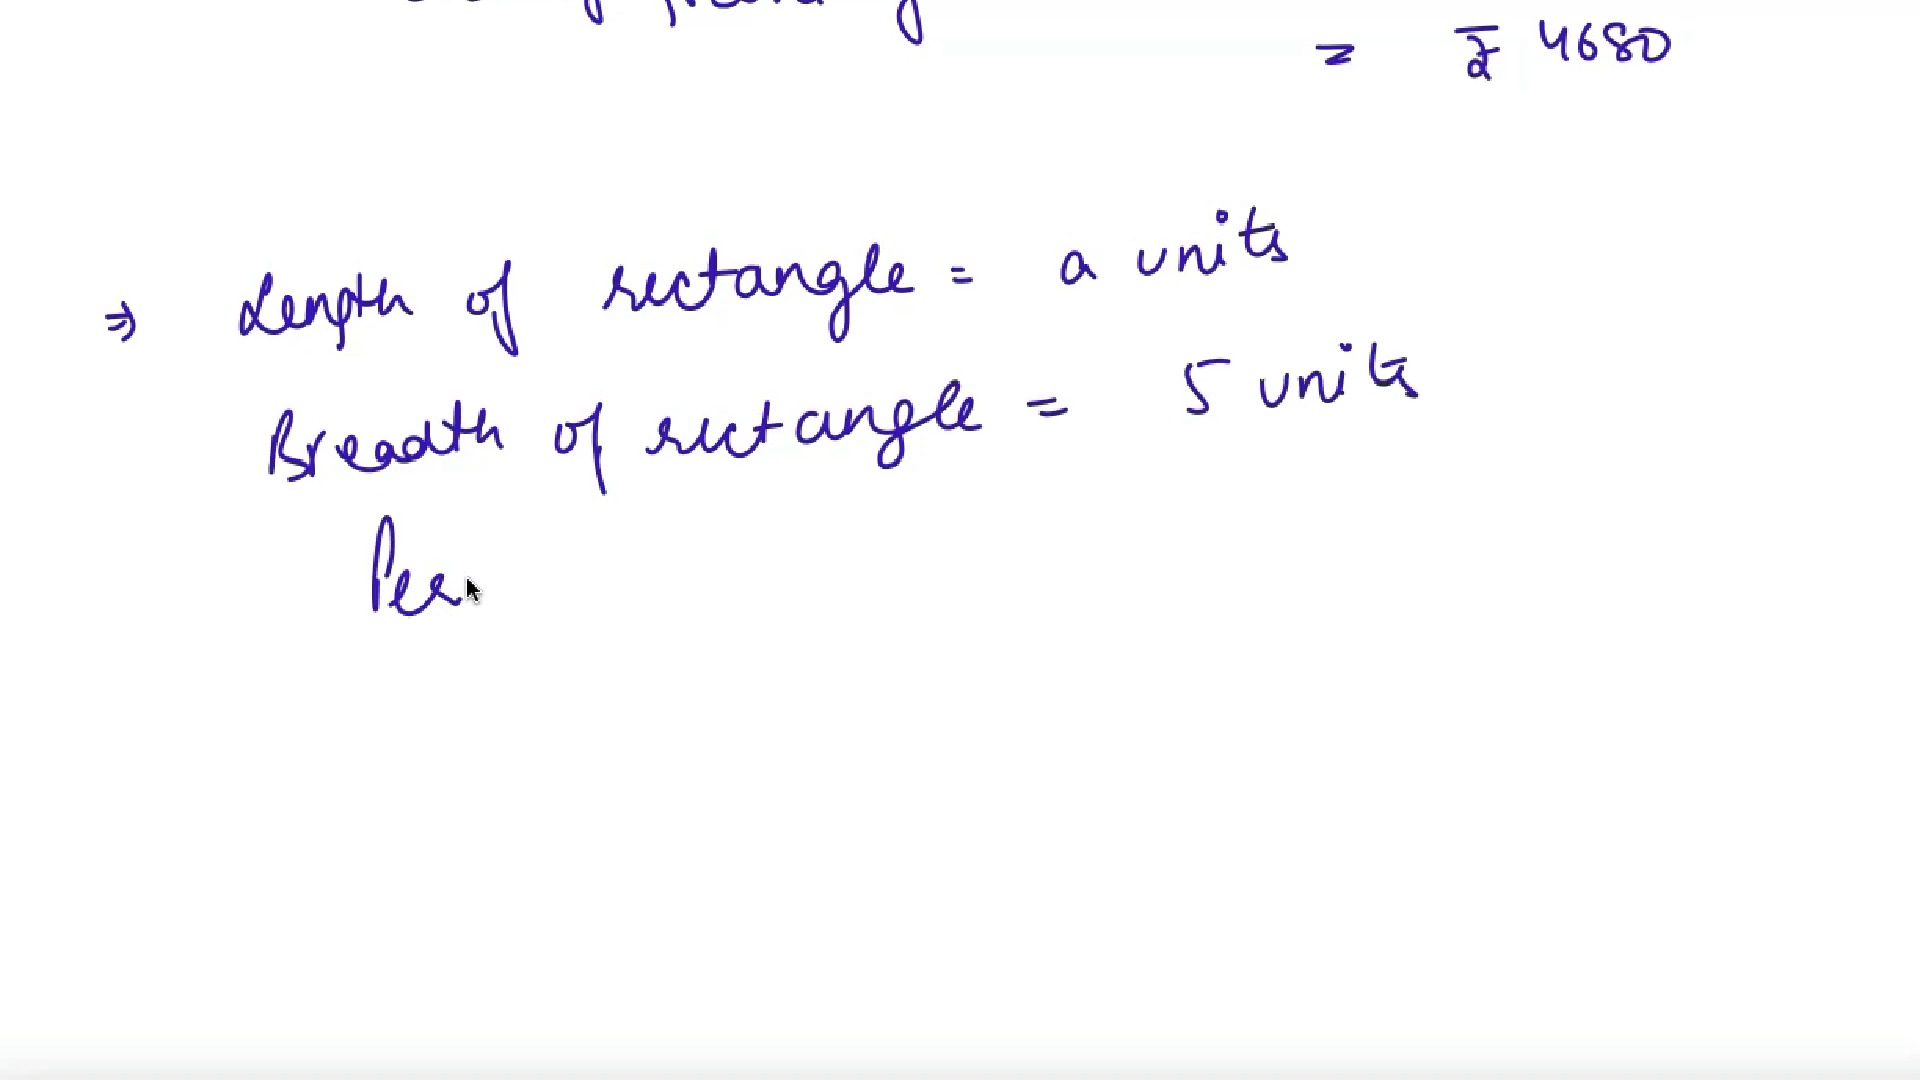 = ₹ 4680
⇒ Length of rectangle = a units
Breadth of rectangle = 5 units
Per